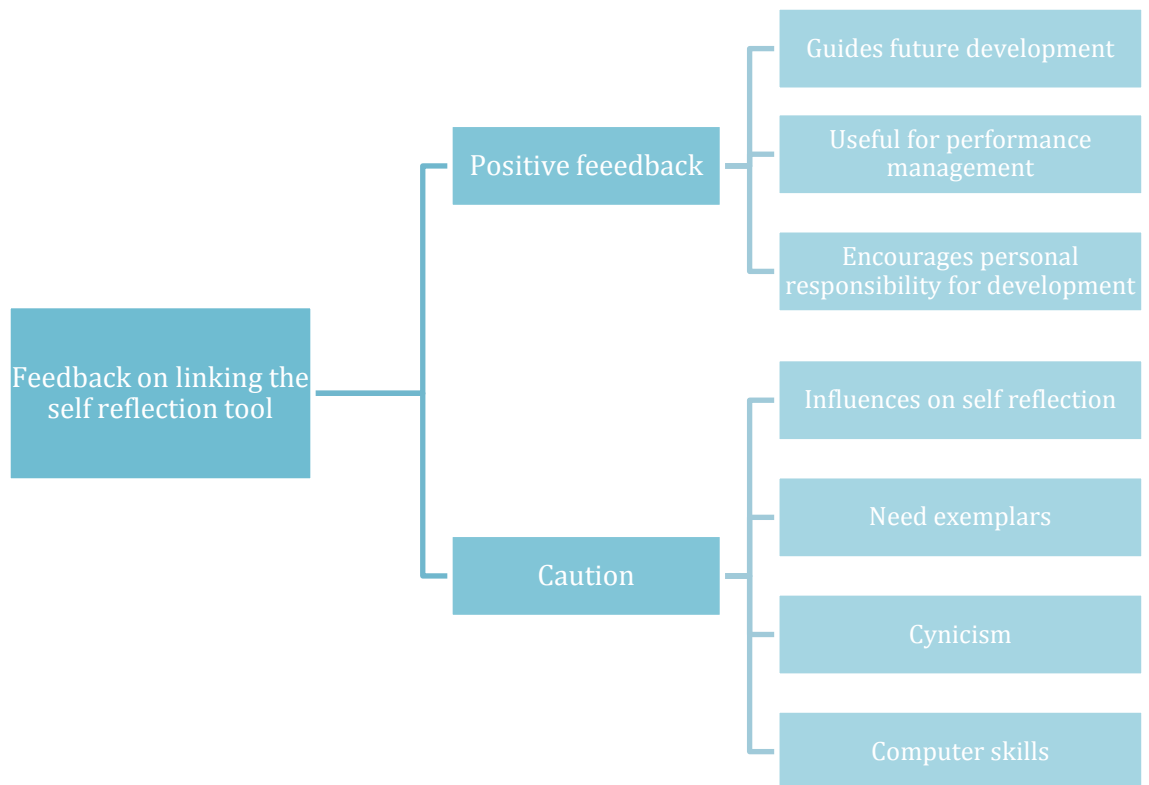 Feedback on linking the
self reflection tool
Positive feeedback
Guides future development
Useful for performance
management
Encourages personal
responsibility for development
Caution
Influences on self reflection
Need exemplars
Cynicism
Computer skills